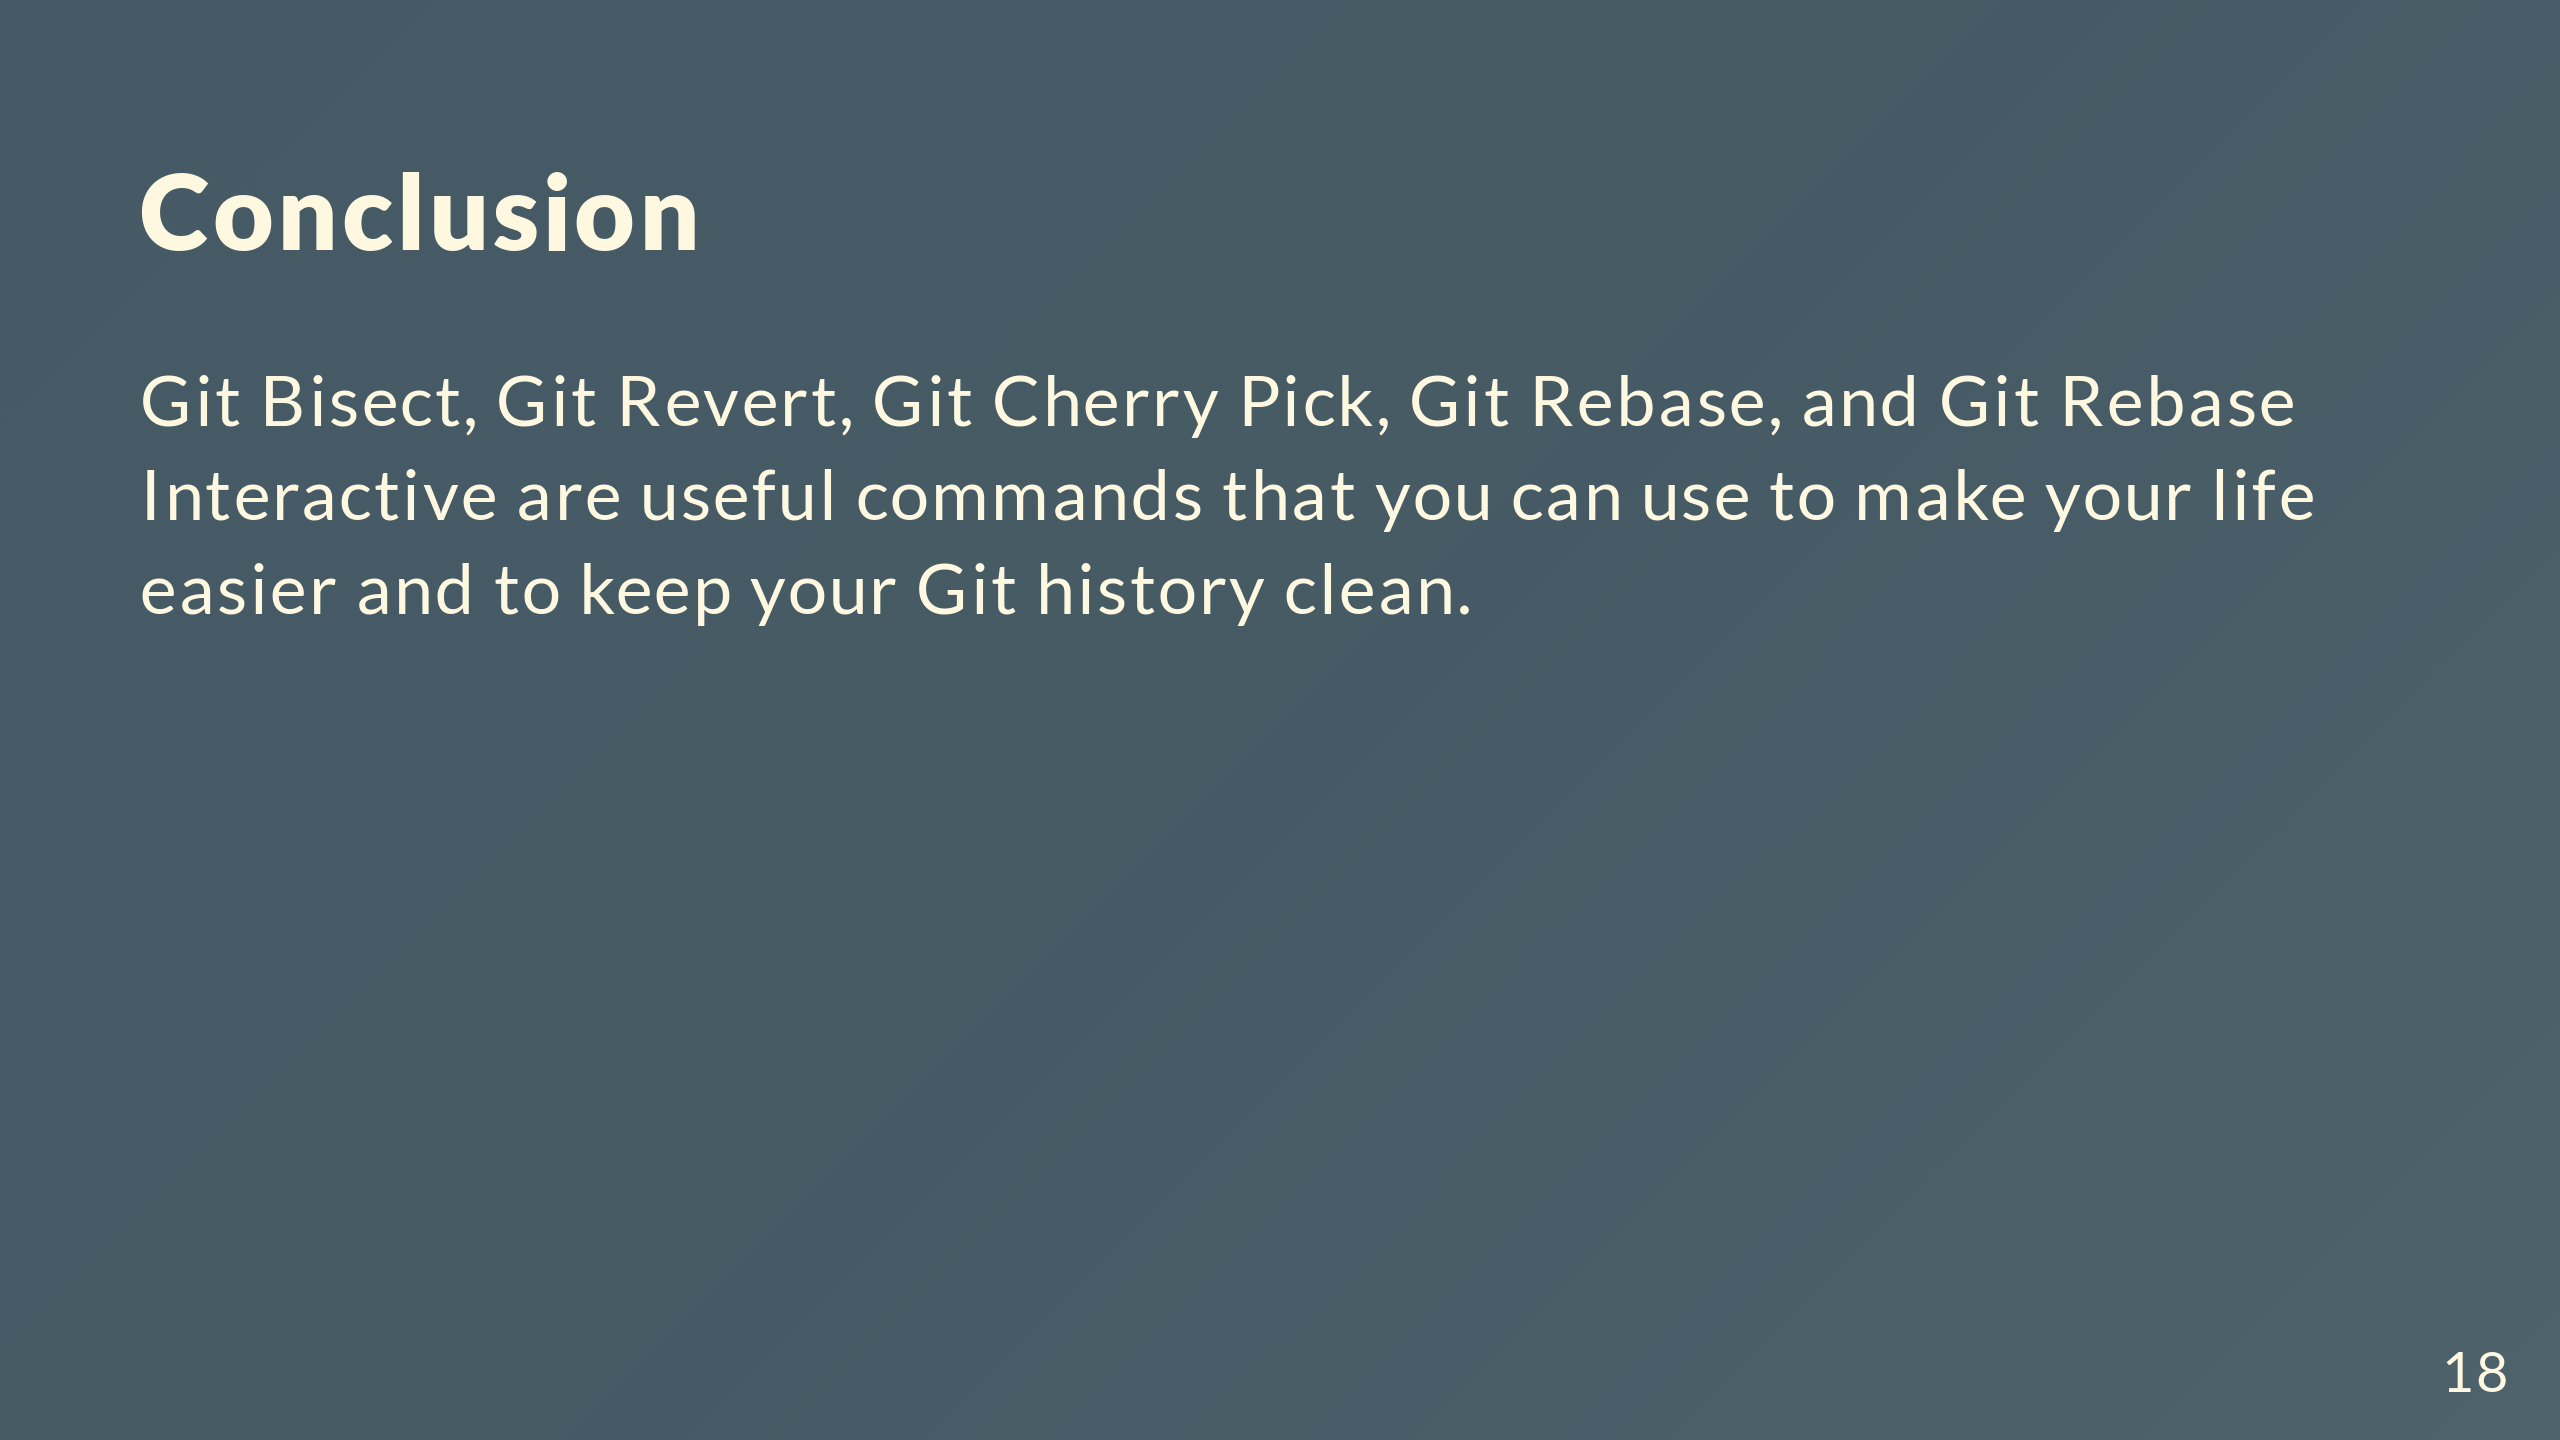 Conclusion
Git Bisect, Git Revert, Git Cherry Pick, Git Rebase, and Git Rebase
Interactive are useful commands that you can use to make your life
easier and to keep your Git history clean.
18